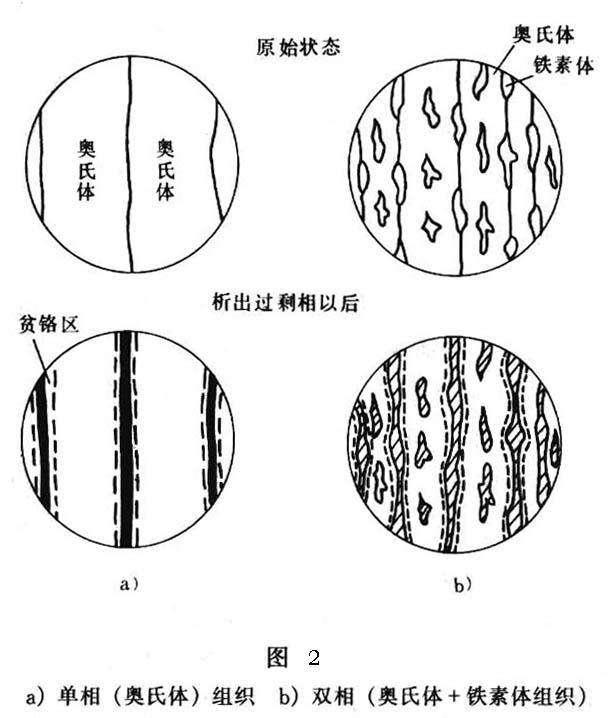 原始状态
奥氏体
铁素体
奥氏体
奥氏体
析出过剩相以后
贫铬区
a)
b)
图 2
a) 单相(奥氏体)组织 b) 双相(奥氏体+铁素体组织)